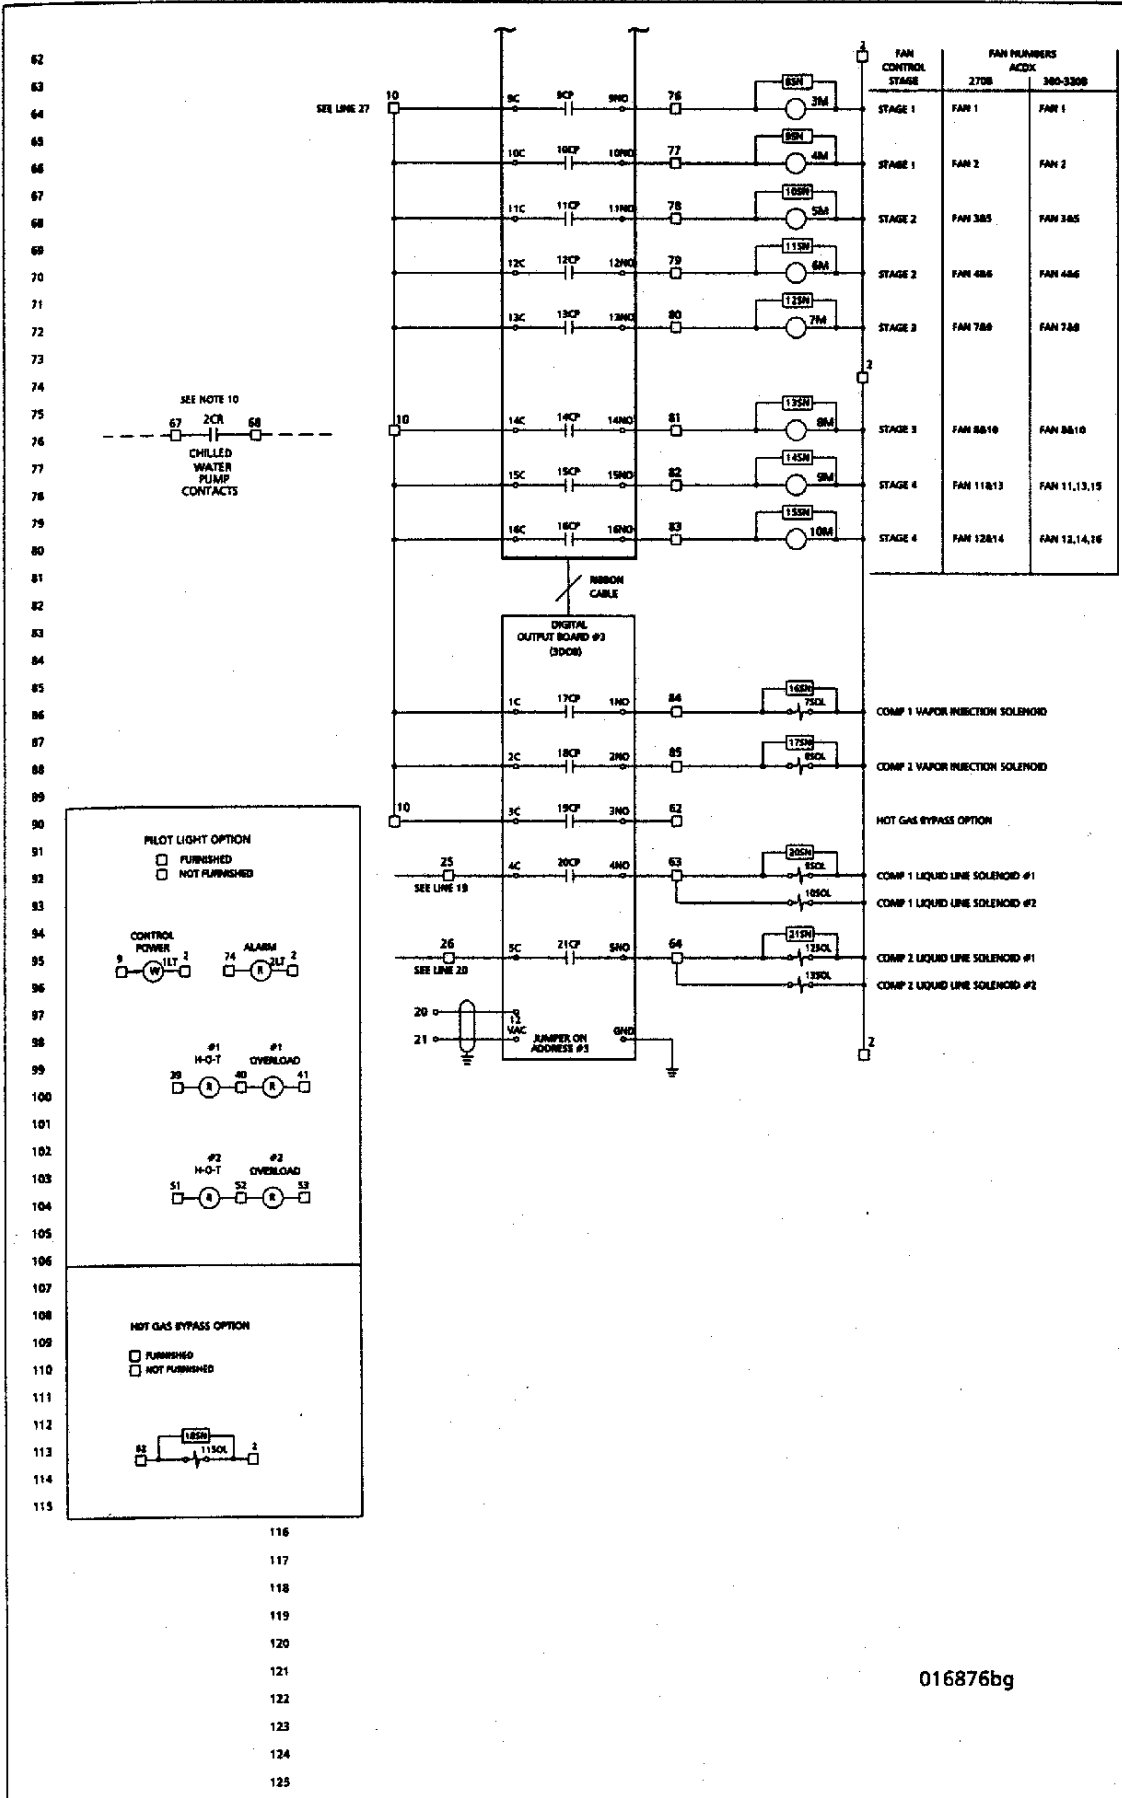 62
2
FAN CONTROL STAGE
FAN NUMBERS ACDX
270B
300-320B
63
SEE LINE 27
10
9C
9CP
9NO
76
8SN
3M
STAGE 1
FAN 1
FAN 1
64
65
10C
10CP
10NO
77
9SN
4M
STAGE 1
FAN 2
FAN 2
66
67
11C
11CP
11NO
78
10SN
5M
STAGE 2
FAN 3&5
FAN 3&5
68
69
12C
12CP
12NO
79
11SN
6M
STAGE 2
FAN 4&6
FAN 4&6
70
71
13C
13CP
13NO
80
12SN
7M
STAGE 3
FAN 7&9
FAN 7&9
72
73
2
74
SEE NOTE 10
75
67
2CR
68
10
14C
14CP
14NO
81
13SN
8M
STAGE 3
FAN 8&10
FAN 8&10
76
CHILLED
WATER
PUMP
CONTACTS
77
15C
15CP
15NO
82
14SN
9M
STAGE 4
FAN 11&13
FAN 11,13,15
78
79
16C
16CP
16NO
83
15SN
10M
STAGE 4
FAN 12&14
FAN 12,14,16
80
81
RIBBON
CABLE
82
83
DIGITAL
OUTPUT BOARD #3
(3DOB)
84
85
1C
17CP
1NO
84
16SN
7SOL
COMP 1 VAPOR INJECTION SOLENOID
86
87
2C
18CP
2NO
85
17SN
8SOL
COMP 2 VAPOR INJECTION SOLENOID
88
89
10
3C
19CP
3NO
62
HOT GAS BYPASS OPTION
90
PILOT LIGHT OPTION
91
FURNISHED
NOT FURNISHED
25
SEE LINE 19
4C
20CP
4NO
63
20SN
9SOL
COMP 1 LIQUID LINE SOLENOID #1
92
10SOL
COMP 1 LIQUID LINE SOLENOID #2
93
94
CONTROL
POWER
9
W
1LT
2
ALARM
74
R
2LT
2
26
SEE LINE 20
5C
21CP
5NO
64
21SN
12SOL
COMP 2 LIQUID LINE SOLENOID #1
95
13SOL
COMP 2 LIQUID LINE SOLENOID #2
96
97
20
12
VAC
98
21
JUMPER ON
ADDRESS #3
GND
2
99
#1
H-O-T
#1
OVERLOAD
39
R
40
R
41
100
101
102
#2
H-O-T
#2
OVERLOAD
103
51
R
52
R
53
104
105
106
107
108
HOT GAS BYPASS OPTION
109
FURNISHED
110
NOT FURNISHED
111
112
18SN
113
62
11SOL
2
114
115
116
117
118
119
120
121
016876bg
122
123
124
125